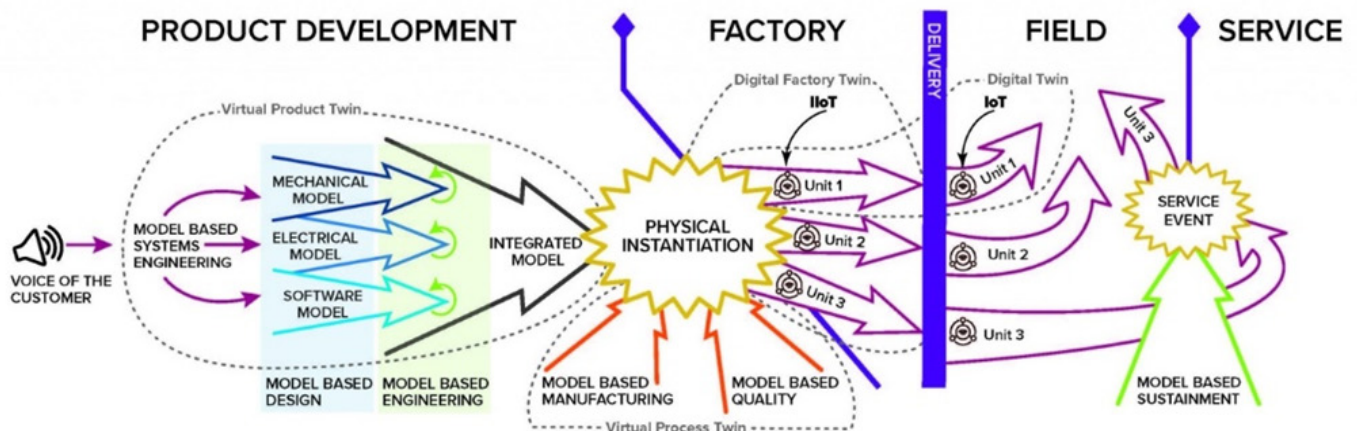 PRODUCT DEVELOPMENT
FACTORY
DELIVERY
FIELD
SERVICE
Virtual Product Twin
Digital Factory Twin
Digital Twin
IIoT
IoT
VOICE OF THE
CUSTOMER
MODEL BASED
SYSTEMS
ENGINEERING
MECHANICAL
MODEL
ELECTRICAL
MODEL
SOFTWARE
MODEL
INTEGRATED
MODEL
PHYSICAL
INSTANTIATION
Unit 1
Unit 2
Unit 3
Unit 1
Unit 2
Unit 3
Unit 3
SERVICE
EVENT
MODEL BASED
DESIGN
MODEL BASED
ENGINEERING
MODEL BASED
MANUFACTURING
MODEL BASED
QUALITY
MODEL BASED
SUSTAINMENT
Virtual Process Twin